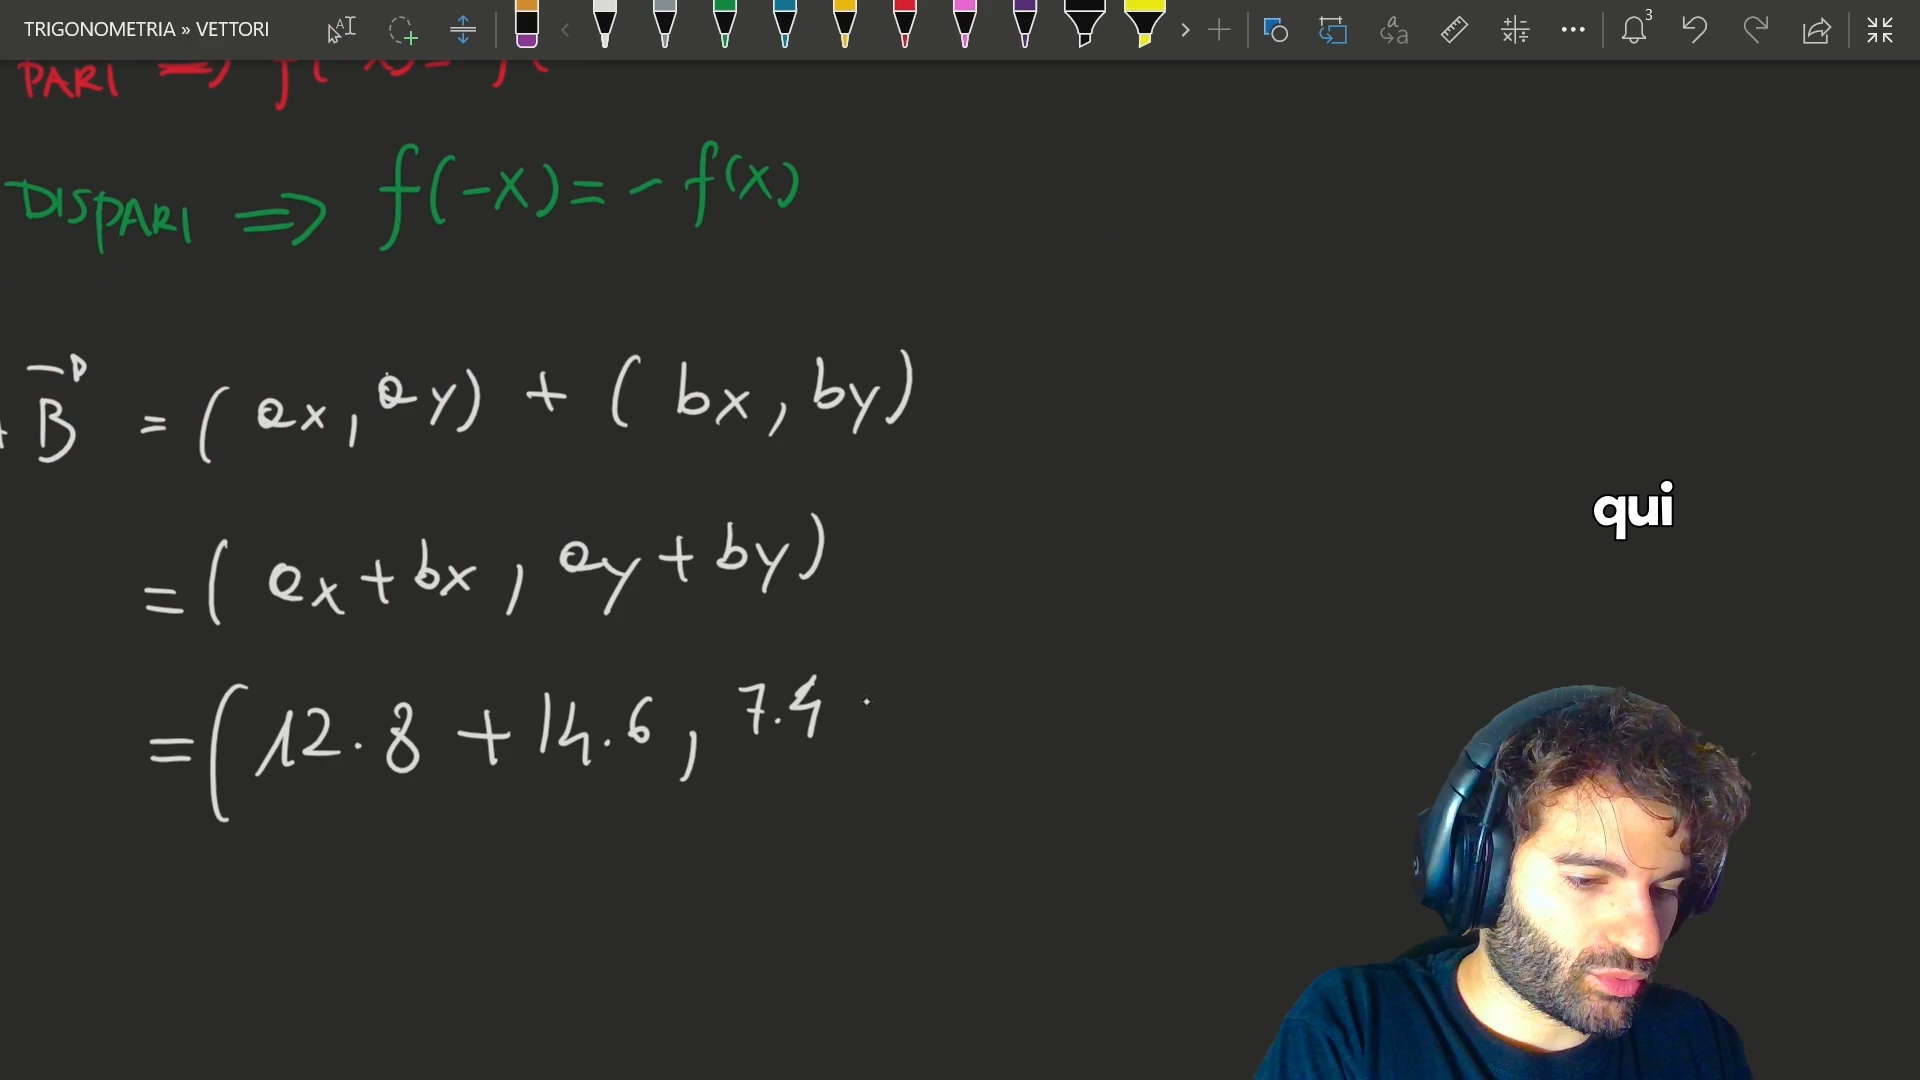 TRIGONOMETRIA » VETTORI
3
PARI ⇒ f(-x)=
DISPARI ⇒ f(-x)= - f(x)
B = (ax, ay) + (bx, by)
qui
= (ax+bx, ay+by)
= (12.8 + 14.6, 7.4